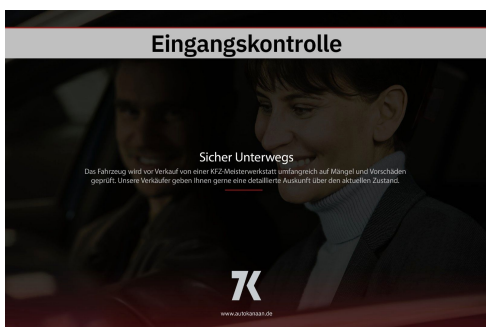 Eingangskontrolle
Sicher Unterwegs
Das Fahrzeug wird vor Verkauf von einer KFZ-Meisterwerkstatt umfangreich auf Mängel und Vorschäden
geprüft. Unsere Verkäufer geben Ihnen gerne eine detaillierte Auskunft über den aktuellen Zustand.
7K
www.autokanaan.de